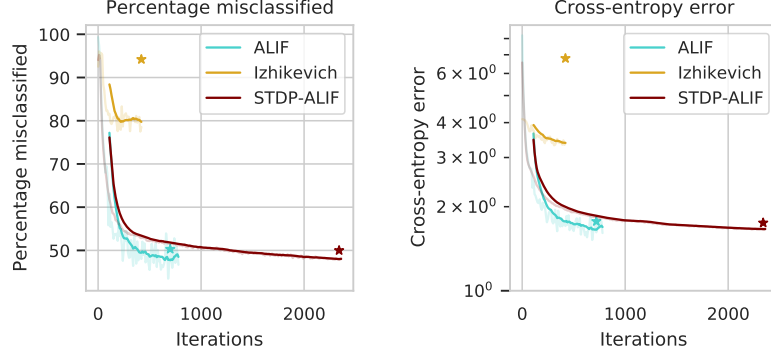 Percentage misclassified
Percentage misclassified
100
90
80
70
60
50
0
1000
2000
Iterations
ALIF
Izhikevich
STDP-ALIF
Cross-entropy error
Cross-entropy error
6 × 10⁰
4 × 10⁰
3 × 10⁰
2 × 10⁰
10⁰
0
1000
2000
Iterations
ALIF
Izhikevich
STDP-ALIF